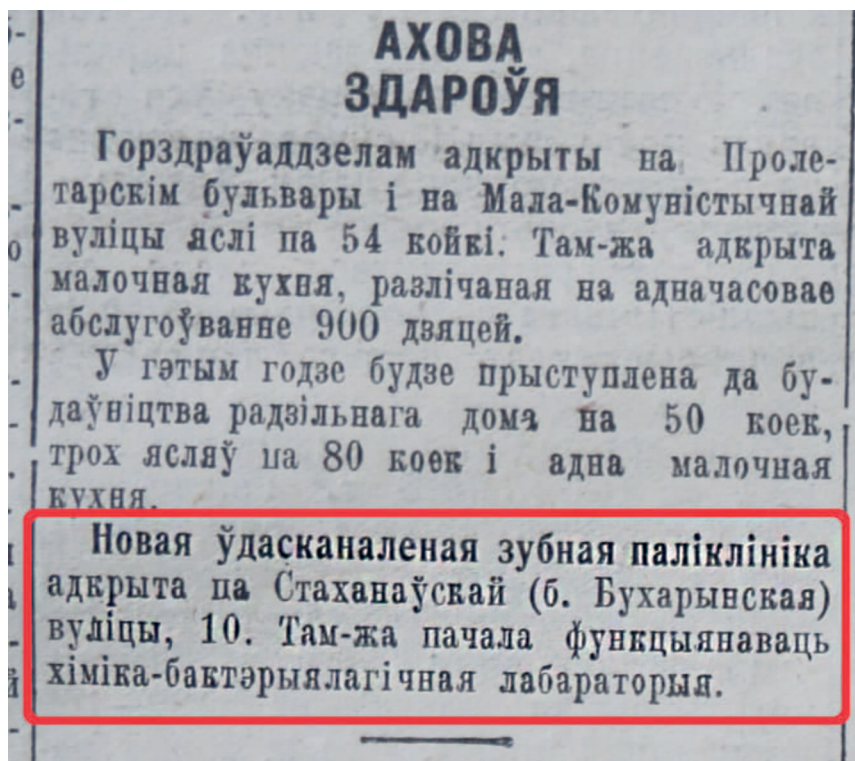 АХОВА
ЗДАРОЎЯ
Горздраўаддзелам адкрыты на Проле-
тарскім бульвары і на Мала-Комуністычнай
вуліцы яслі па 54 койкі. Там-жа адкрыта
малочная кухня, разлічаная на адначасовае
абслугоўванне 900 дзяцей.
У гэтым годзе будзе прыступлена да бу-
даўніцтва радзільнага дома на 50 коек,
трох ясляў на 80 коек і адна малочная
кухня.
Новая ўдасканаленая зубная паліклініка
адкрыта па Стаханаўскай (б. Бухарынская)
вуліцы, 10. Там-жа пачала функцыянаваць
хіміка-бактэрыялагічная лабараторыя.